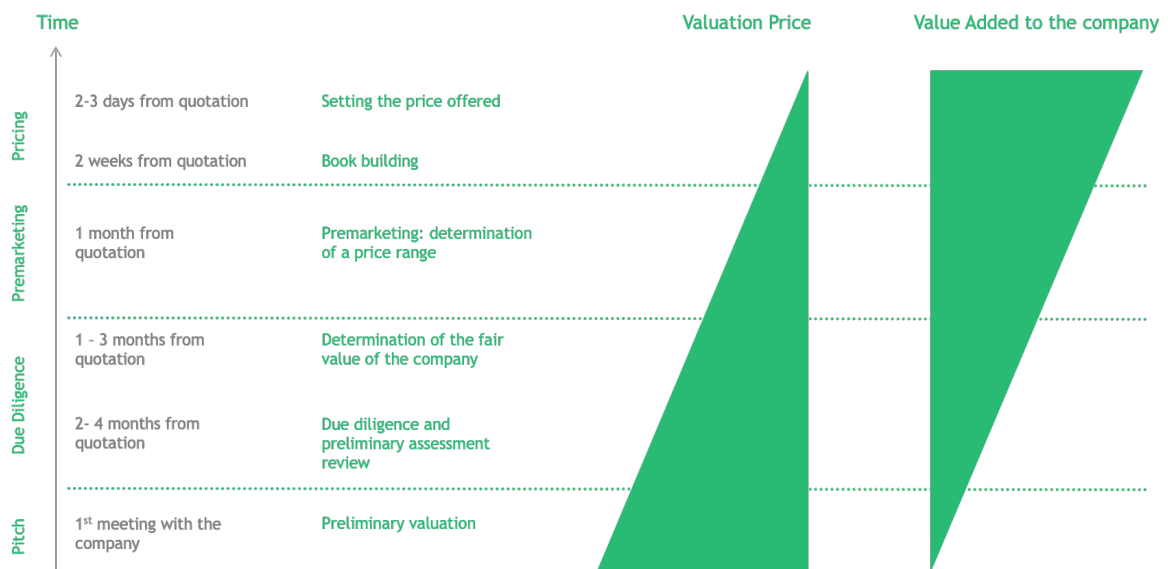 Time
Valuation Price
Value Added to the company
Pricing
2-3 days from quotation
Setting the price offered
2 weeks from quotation
Book building
Premarketing
1 month from
quotation
Premarketing: determination
of a price range
Due Diligence
1 – 3 months from
quotation
Determination of the fair
value of the company
2- 4 months from
quotation
Due diligence and
preliminary assessment
review
Pitch
1st meeting with the
company
Preliminary valuation